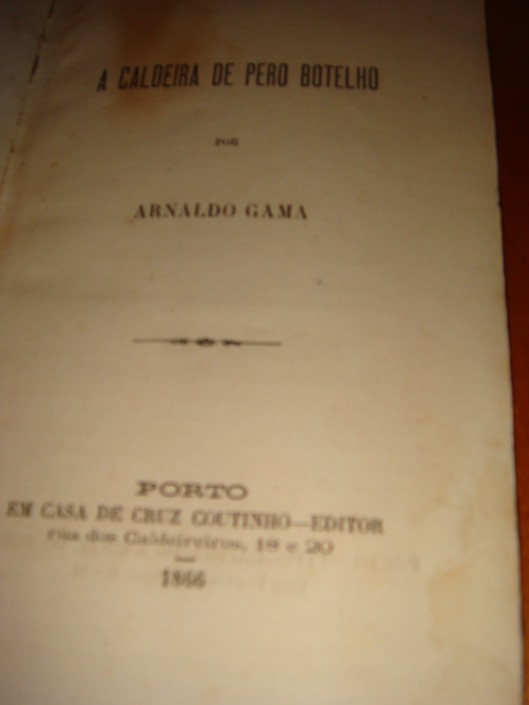 A CALDEIRA DE PERO BOTELHO
POR
ARNALDO GAMA
PORTO
EM CASA DE CRUZ COUTINHO—EDITOR
rua dos Caldeireiros, 18 e 20
1866